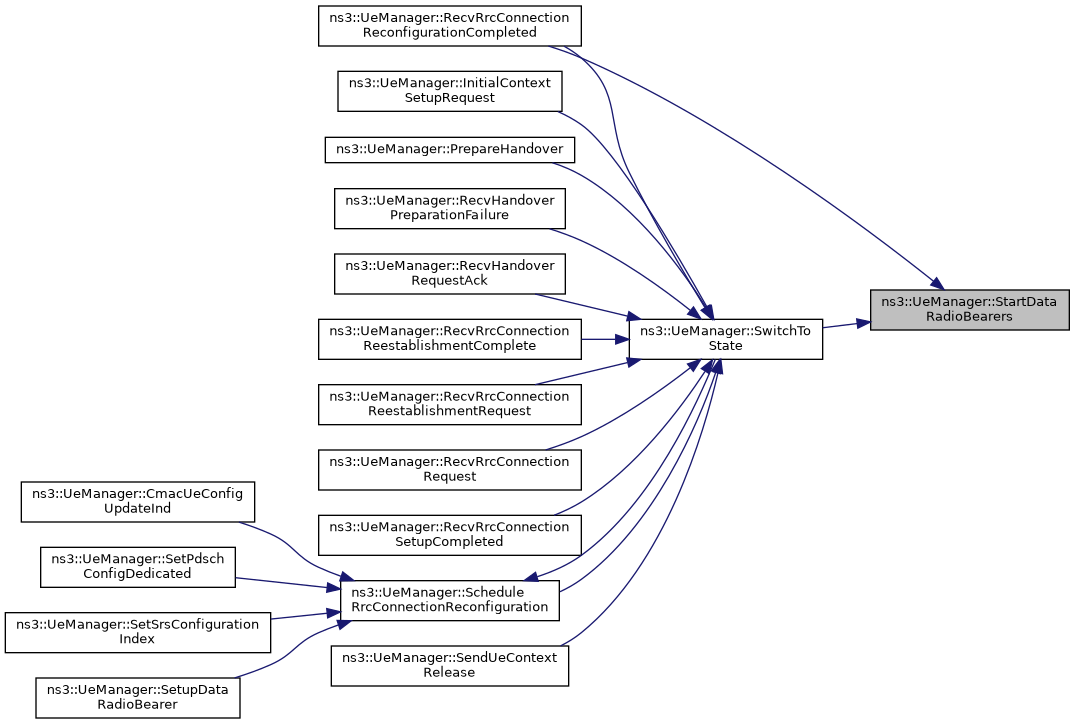 ns3::UeManager::RecvRrcConnection
ReconfigurationCompleted
ns3::UeManager::InitialContext
SetupRequest
ns3::UeManager::PrepareHandover
ns3::UeManager::RecvHandover
PreparationFailure
ns3::UeManager::RecvHandover
RequestAck
ns3::UeManager::StartData
RadioBearers
ns3::UeManager::SwitchTo
State
ns3::UeManager::RecvRrcConnection
ReestablishmentComplete
ns3::UeManager::RecvRrcConnection
ReestablishmentRequest
ns3::UeManager::RecvRrcConnection
Request
ns3::UeManager::RecvRrcConnection
SetupCompleted
ns3::UeManager::CmacUeConfig
UpdateInd
ns3::UeManager::SetPdsch
ConfigDedicated
ns3::UeManager::Schedule
RrcConnectionReconfiguration
ns3::UeManager::SetSrsConfiguration
Index
ns3::UeManager::SendUeContext
Release
ns3::UeManager::SetupData
RadioBearer